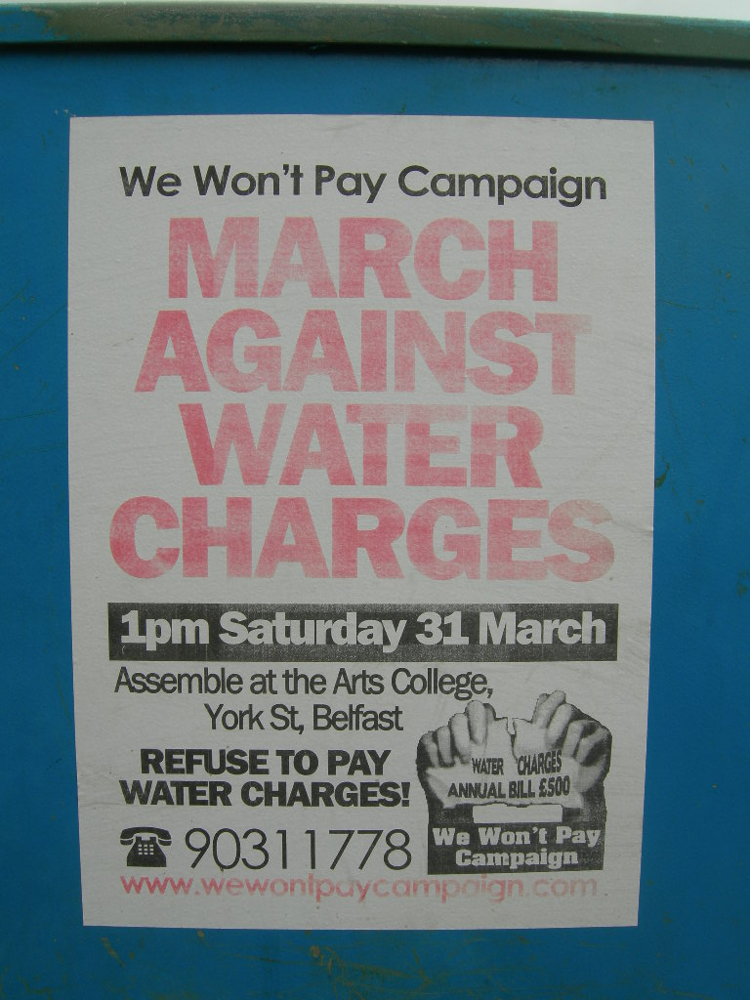 We Won't Pay Campaign
MARCH
AGAINST
WATER
CHARGES
1pm Saturday 31 March
Assemble at the Arts College,
York St, Belfast
REFUSE TO PAY
WATER CHARGES!
90311778
www.wewontpaycampaign.com
WATER CHARGES
ANNUAL BILL £500
We Won't Pay
Campaign